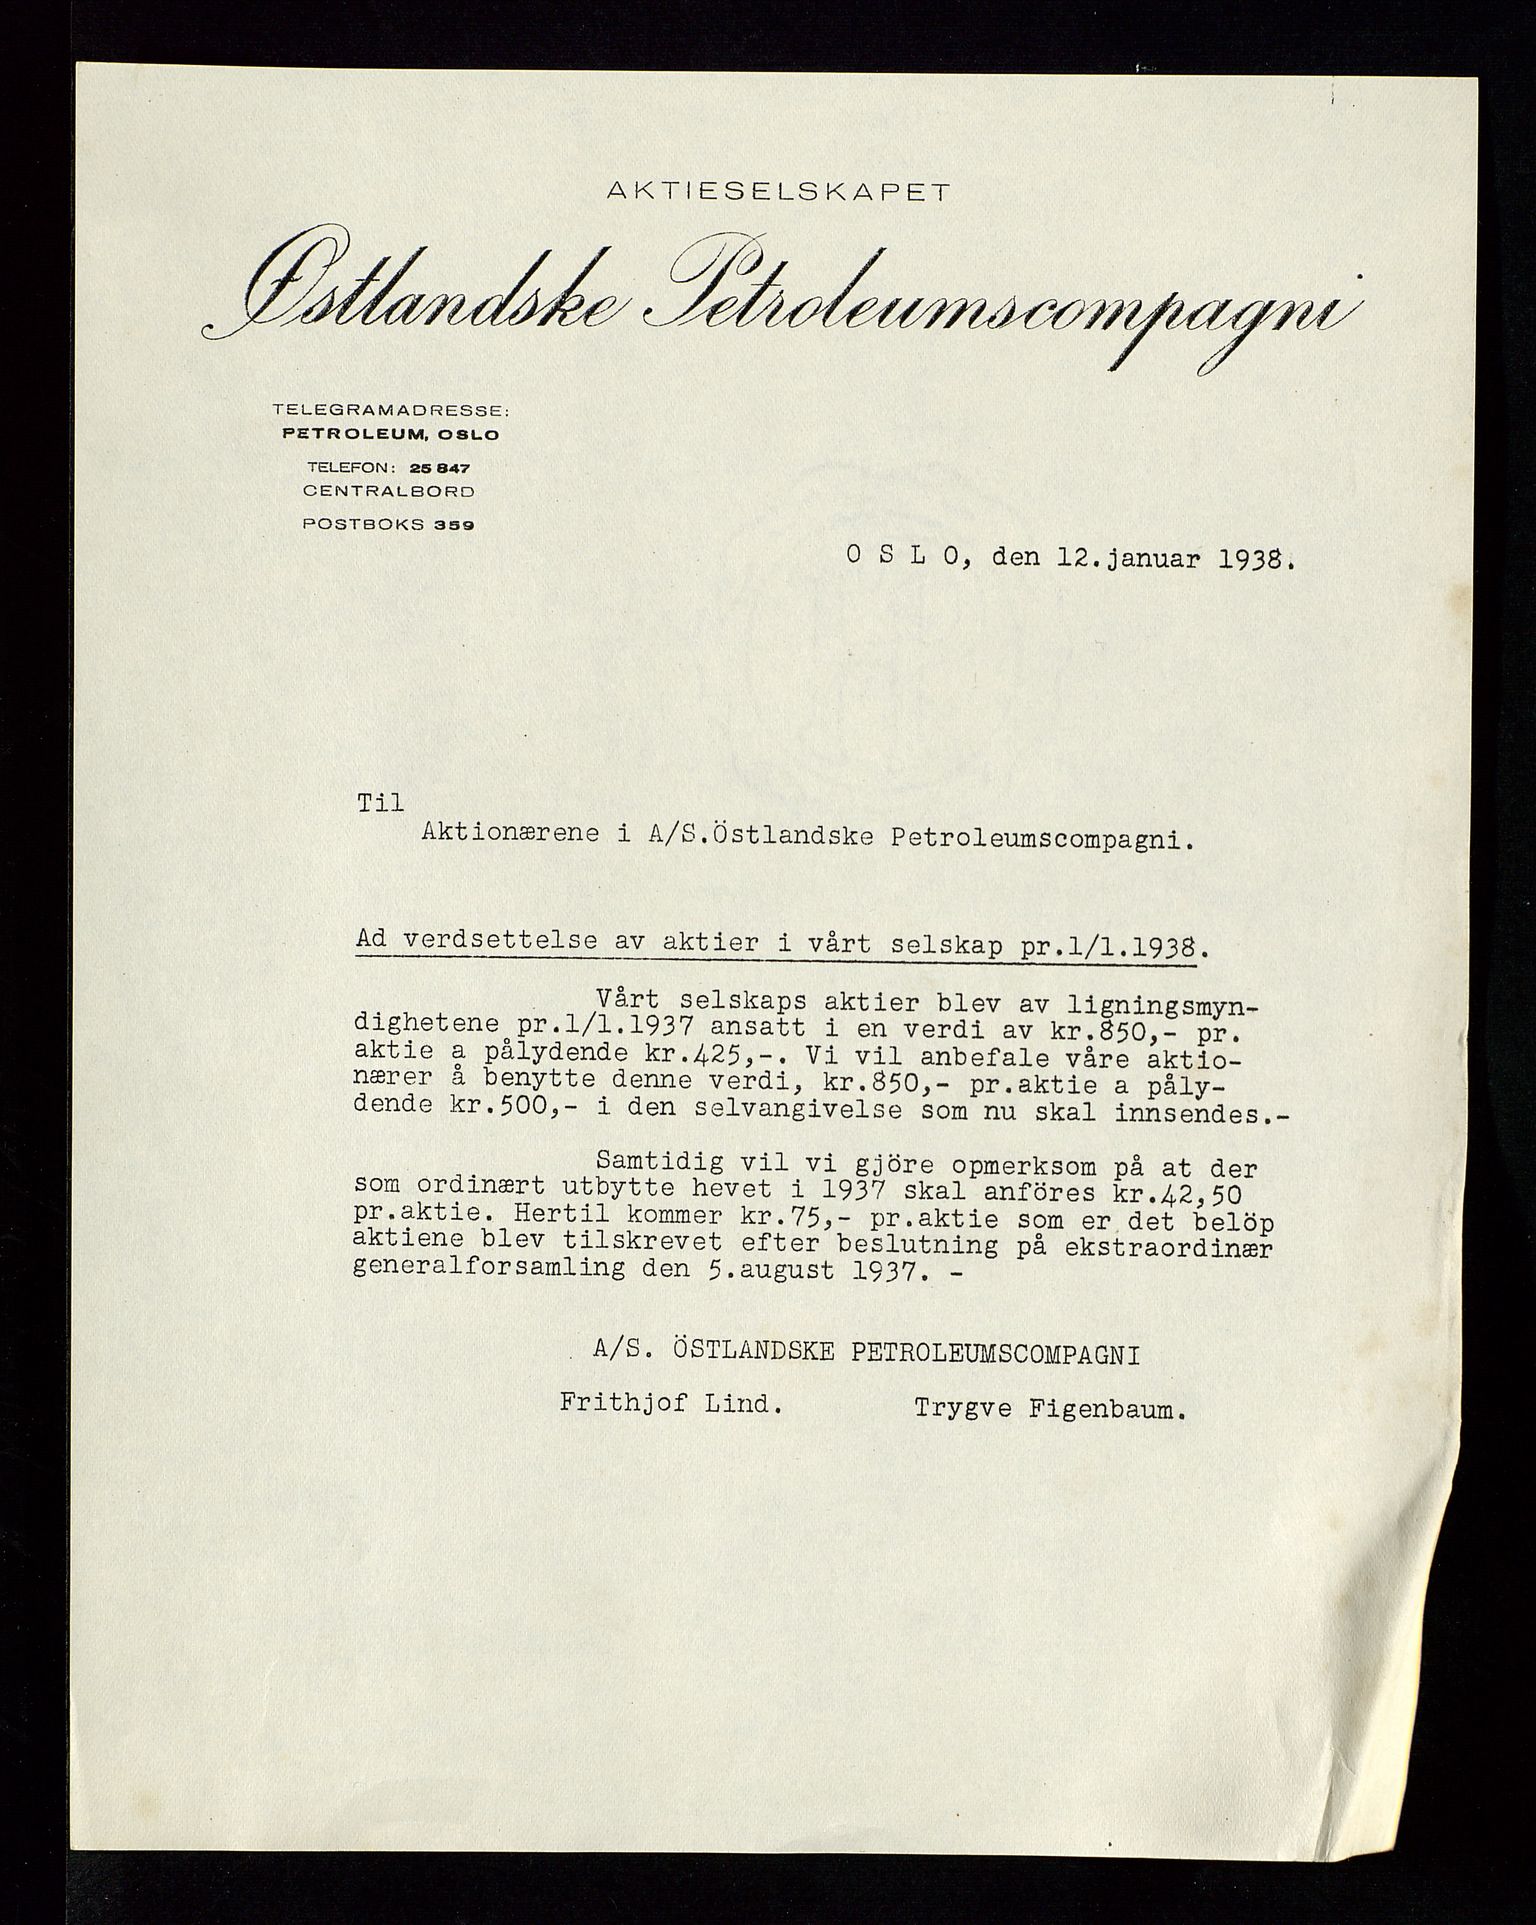 AKTIESELSKAPET
Østlandske Petroleumscompagni
TELEGRAMADRESSE:
PETROLEUM, OSLO
TELEFON: 25847
CENTRALBORD
POSTBOKS 359
O S L O, den 12.januar 1938.
Til
Aktionærene i A/S.Östlandske Petroleumscompagni.
Ad verdsettelse av aktier i vårt selskap pr.1/1.1938.
Vårt selskaps aktier blev av ligningsmyn-
dighetene pr.1/1.1937 ansatt i en verdi av kr.850,- pr.
aktie a pålydende kr.425,-. Vi vil anbefale våre aktio-
nærer å benytte denne verdi, kr.850,- pr.aktie a påly-
dende kr.500,- i den selvangivelse som nu skal innsendes.-
Samtidig vil vi gjöre opmerksom på at der
som ordinært utbytte hevet i 1937 skal anföres kr.42,50
pr.aktie. Hertil kommer kr.75,- pr.aktie som er det belöp
aktiene blev tilskrevet efter beslutning på ekstraordinær
generalforsamling den 5.august 1937. -
A/S. ÖSTLANDSKE PETROLEUMSCOMPAGNI
Frithjof Lind. Trygve Figenbaum.